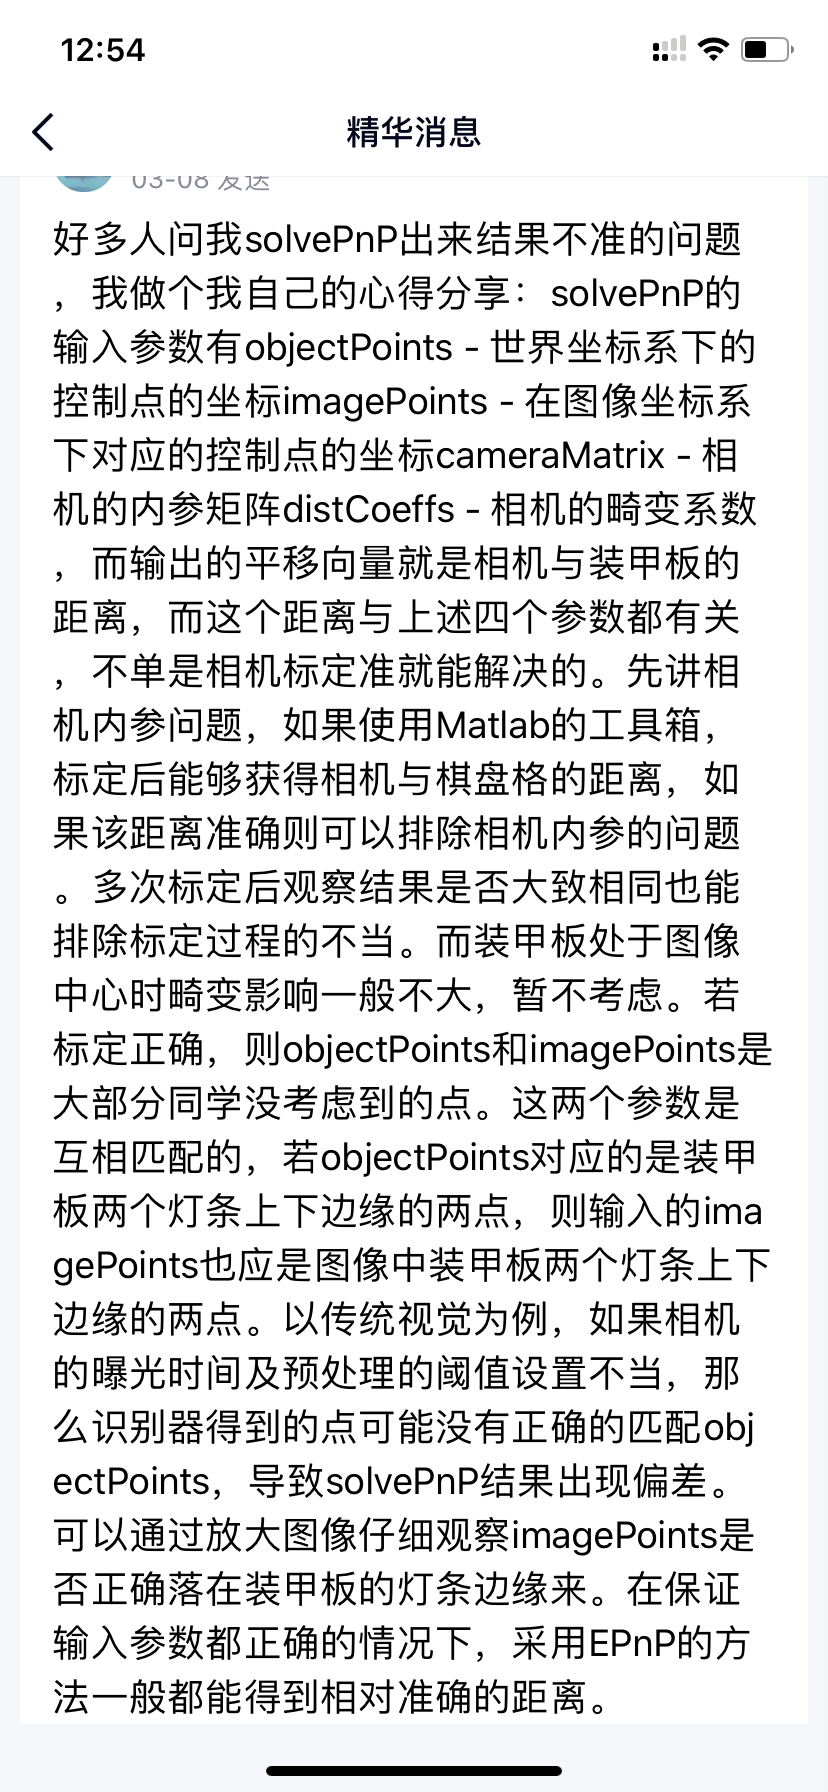 12:54
精华消息
03-08 发送
好多人问我solvePnP出来结果不准的问题
，我做个我自己的心得分享：solvePnP的
输入参数有objectPoints - 世界坐标系下的
控制点的坐标imagePoints - 在图像坐标系
下对应的控制点的坐标cameraMatrix - 相
机的内参矩阵distCoeffs - 相机的畸变系数
，而输出的平移向量就是相机与装甲板的
距离，而这个距离与上述四个参数都有关
，不单是相机标定准就能解决的。先讲相
机内参问题，如果使用Matlab的工具箱，
标定后能够获得相机与棋盘格的距离，如
果该距离准确则可以排除相机内参的问题
。多次标定后观察结果是否大致相同也能
排除标定过程的不当。而装甲板处于图像
中心时畸变影响一般不大，暂不考虑。若
标定正确，则objectPoints和imagePoints是
大部分同学没考虑到的点。这两个参数是
互相匹配的，若objectPoints对应的是装甲
板两个灯条上下边缘的两点，则输入的ima
gePoints也应是图像中装甲板两个灯条上下
边缘的两点。以传统视觉为例，如果相机
的曝光时间及预处理的阈值设置不当，那
么识别器得到的点可能没有正确的匹配obj
ectPoints，导致solvePnP结果出现偏差。
可以通过放大图像仔细观察imagePoints是
否正确落在装甲板的灯条边缘来。在保证
输入参数都正确的情况下，采用EPnP的方
法一般都能得到相对准确的距离。